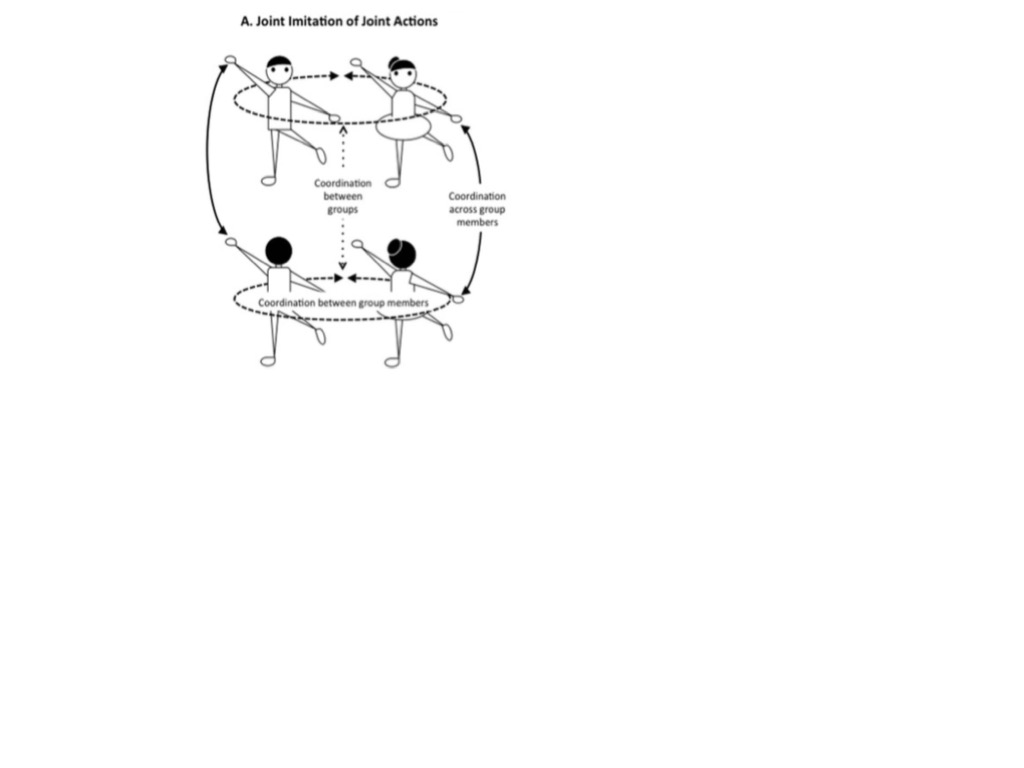 A. Joint Imitation of Joint Actions
Coordination
between
groups
Coordination
across group
members
Coordination between group members